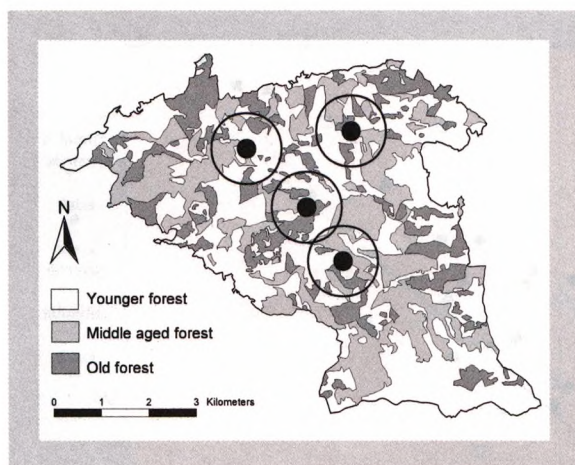 N
Younger forest
Middle aged forest
Old forest
0 1 2 3 Kilometers